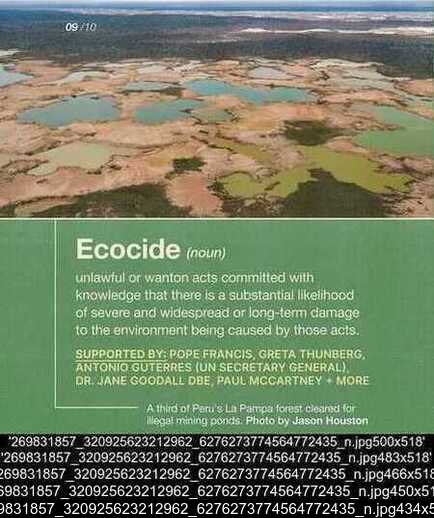 09 /10
Ecocide (noun)
unlawful or wanton acts committed with
knowledge that there is a substantial likelihood
of severe and widespread or long-term damage
to the environment being caused by those acts.
SUPPORTED BY: POPE FRANCIS, GRETA THUNBERG,
ANTONIO GUTERRES (UN SECRETARY GENERAL),
DR. JANE GOODALL DBE, PAUL MCCARTNEY + MORE
A third of Peru's La Pampa forest cleared for
illegal mining ponds. Photo by Jason Houston
'269831857_320925623212962_6276273774564772435_n.jpg500x518'
'269831857_320925623212962_6276273774564772435_n.jpg483x518'
269831857_320925623212962_6276273774564772435_n.jpg466x518'
69831857_320925623212962_6276273774564772435_n.jpg450x51
9831857_320925623212962_6276273774564772435_n.jpg434x5